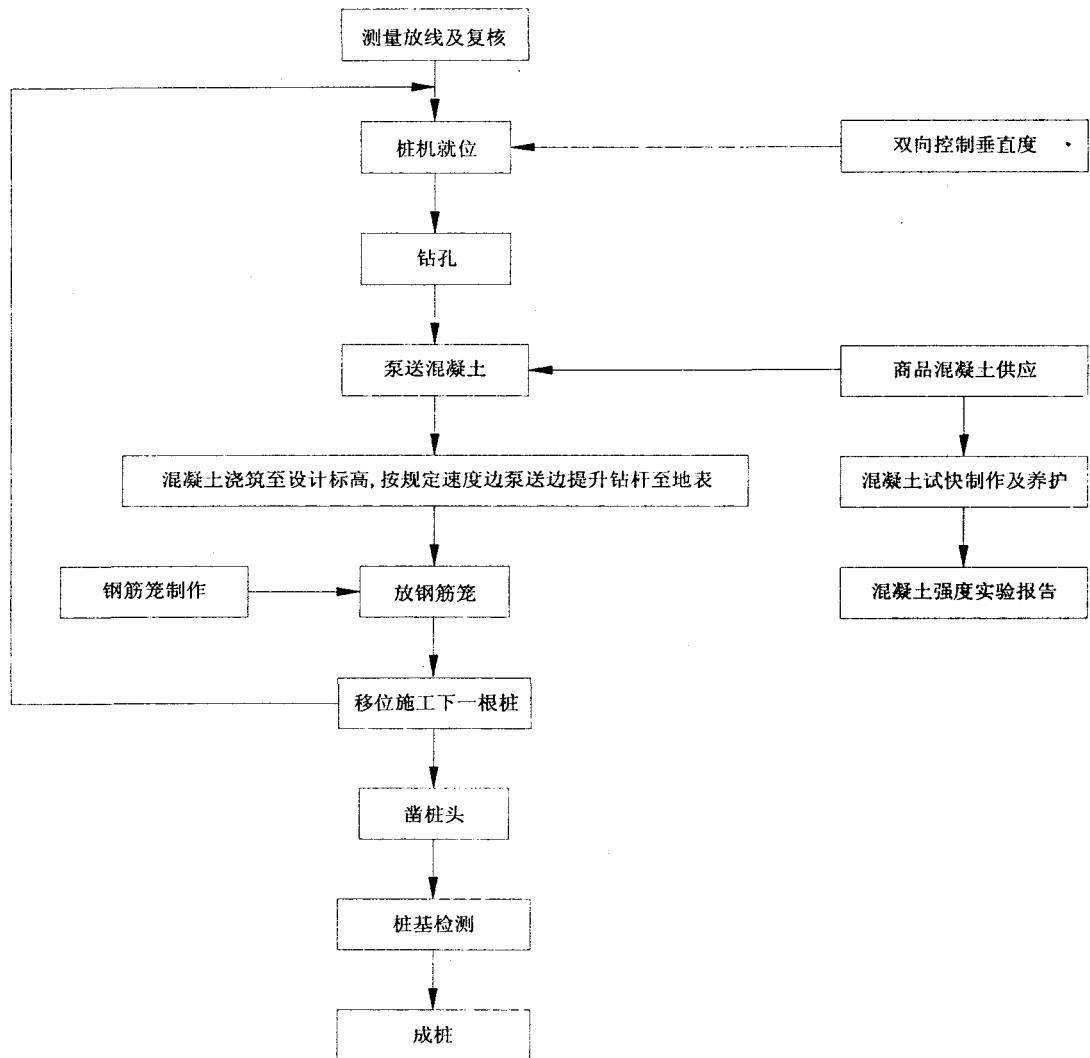 测量放线及复核
桩机就位
双向控制垂直度
钻孔
泵送混凝土
商品混凝土供应
混凝土浇筑至设计标高,按规定速度边泵送边提升钻杆至地表
混凝土试快制作及养护
钢筋笼制作
放钢筋笼
混凝土强度实验报告
移位施工下一根桩
凿桩头
桩基检测
成桩